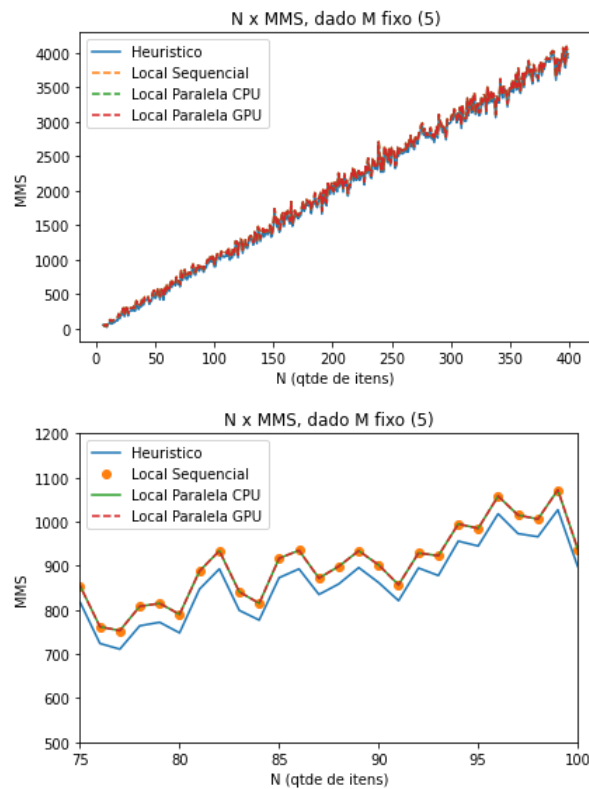 N x MMS, dado M fixo (5)
Heuristico
Local Sequencial
Local Paralela CPU
Local Paralela GPU
4000
3500
3000
2500
2000
1500
1000
500
0
MMS
0 50 100 150 200 250 300 350 400
N (qtde de itens)
N x MMS, dado M fixo (5)
Heuristico
Local Sequencial
Local Paralela CPU
Local Paralela GPU
1200
1100
1000
900
800
700
600
500
MMS
75 80 85 90 95 100
N (qtde de itens)